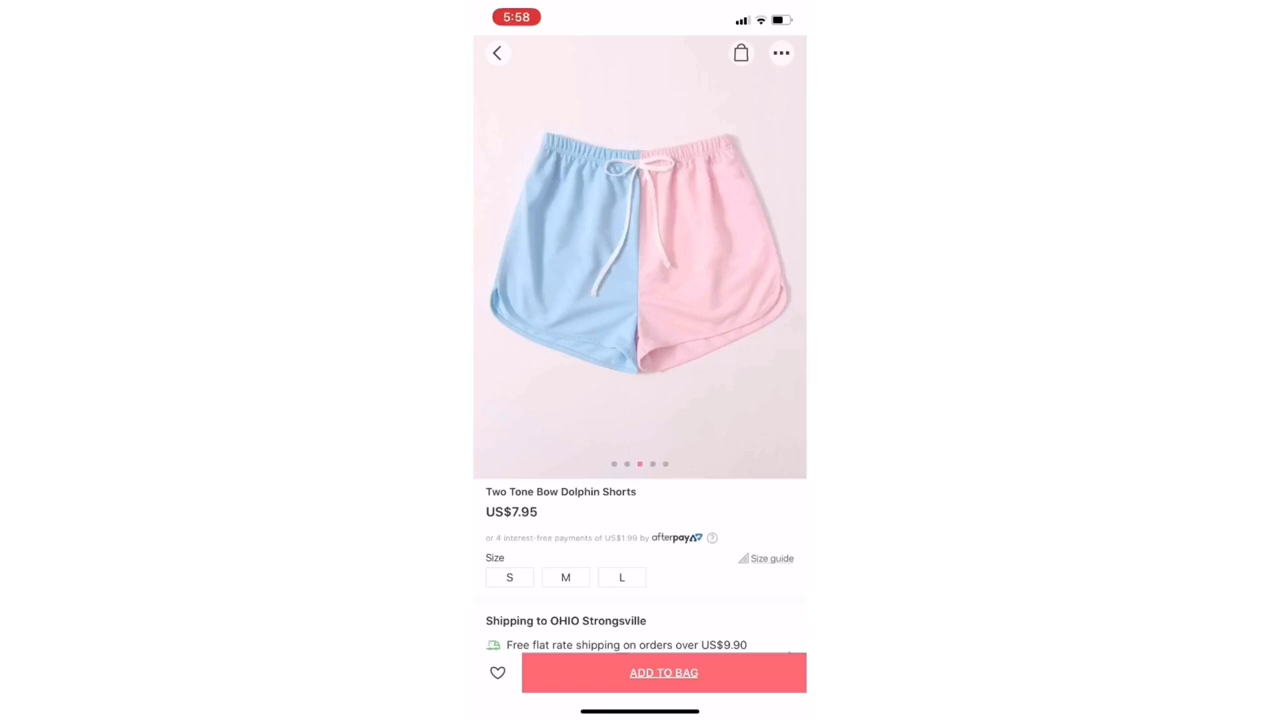 5:58
Two Tone Bow Dolphin Shorts
US$7.95
or 4 interest-free payments of US$1.99 by afterpay ?
Size
Size guide
S M L
Shipping to OHIO Strongsville
Free flat rate shipping on orders over US$9.90
ADD TO BAG